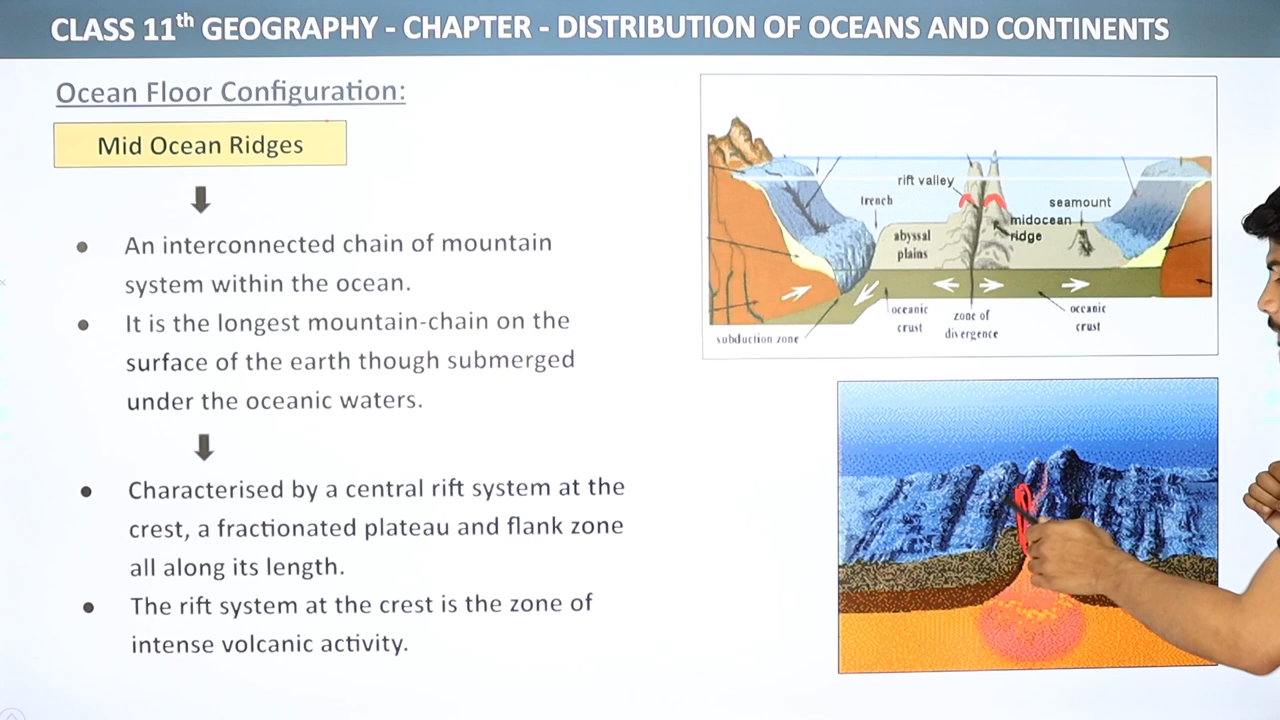 CLASS 11th GEOGRAPHY - CHAPTER - DISTRIBUTION OF OCEANS AND CONTINENTS
Ocean Floor Configuration:
Mid Ocean Ridges
• An interconnected chain of mountain
system within the ocean.
• It is the longest mountain-chain on the
surface of the earth though submerged
under the oceanic waters.
• Characterised by a central rift system at the
crest, a fractionated plateau and flank zone
all along its length.
• The rift system at the crest is the zone of
intense volcanic activity.
rift valley
trench
seamount
midocean
ridge
abyssal
plains
oceanic
crust
zone of
divergence
oceanic
crust
subduction zone